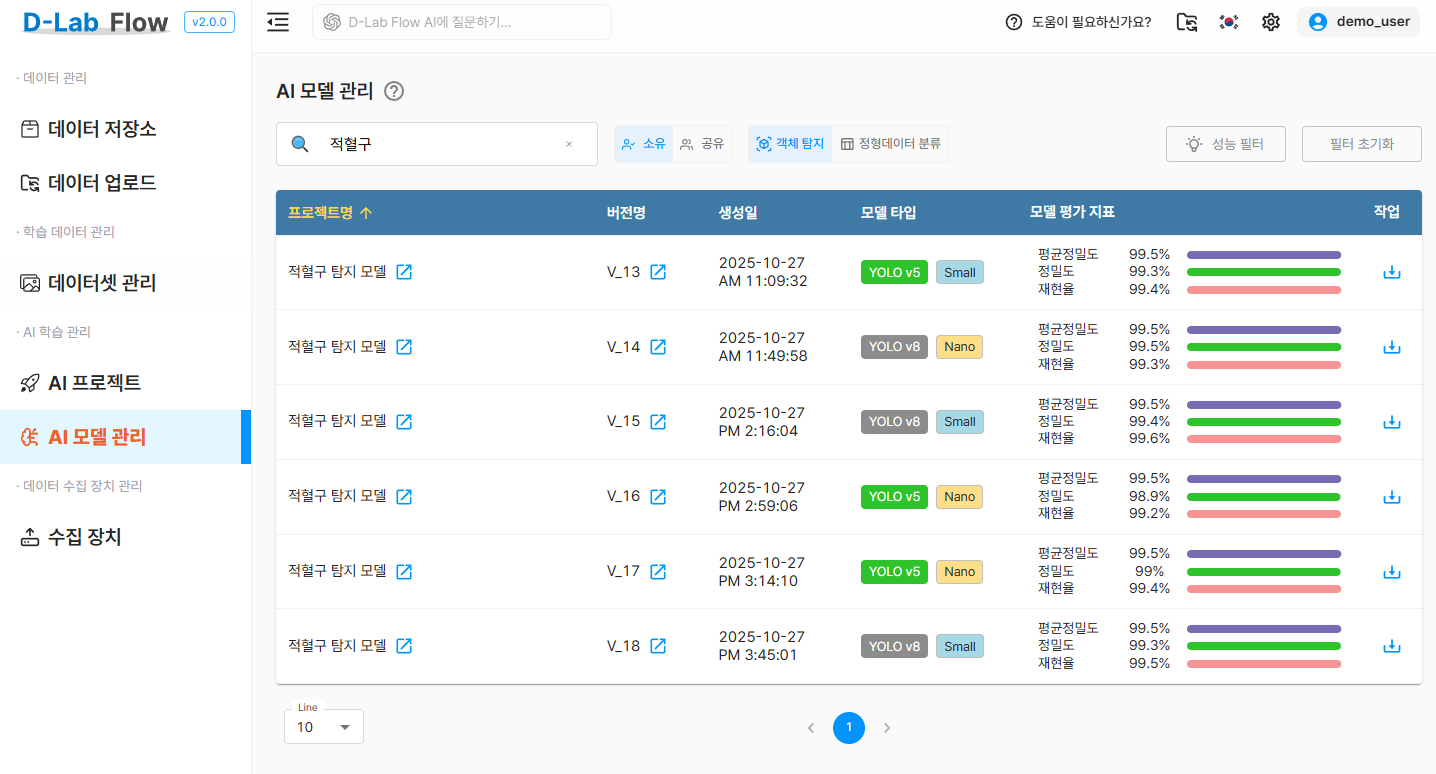 D-Lab Flow v2.0.0
D-Lab Flow AI에 질문하기...
도움이 필요하신가요?
demo_user
· 데이터 관리
데이터 저장소
데이터 업로드
· 학습 데이터 관리
데이터셋 관리
· AI 학습 관리
AI 프로젝트
AI 모델 관리
· 데이터 수집 장치 관리
수집 장치
AI 모델 관리
적혈구 ×
소유 공유
객체 탐지 정형데이터 분류
성능 필터
필터 초기화
프로젝트명 버전명 생성일 모델 타입 모델 평가 지표 작업
적혈구 탐지 모델 V_13 2025-10-27
AM 11:09:32
YOLO v5 Small
평균정밀도 99.5%
정밀도 99.3%
재현율 99.4%
적혈구 탐지 모델 V_14 2025-10-27
AM 11:49:58
YOLO v8 Nano
평균정밀도 99.5%
정밀도 99.5%
재현율 99.3%
적혈구 탐지 모델 V_15 2025-10-27
PM 2:16:04
YOLO v8 Small
평균정밀도 99.5%
정밀도 99.4%
재현율 99.6%
적혈구 탐지 모델 V_16 2025-10-27
PM 2:59:06
YOLO v5 Nano
평균정밀도 99.5%
정밀도 98.9%
재현율 99.2%
적혈구 탐지 모델 V_17 2025-10-27
PM 3:14:10
YOLO v5 Nano
평균정밀도 99.5%
정밀도 99%
재현율 99.4%
적혈구 탐지 모델 V_18 2025-10-27
PM 3:45:01
YOLO v8 Small
평균정밀도 99.5%
정밀도 99.3%
재현율 99.5%
Line
10
1